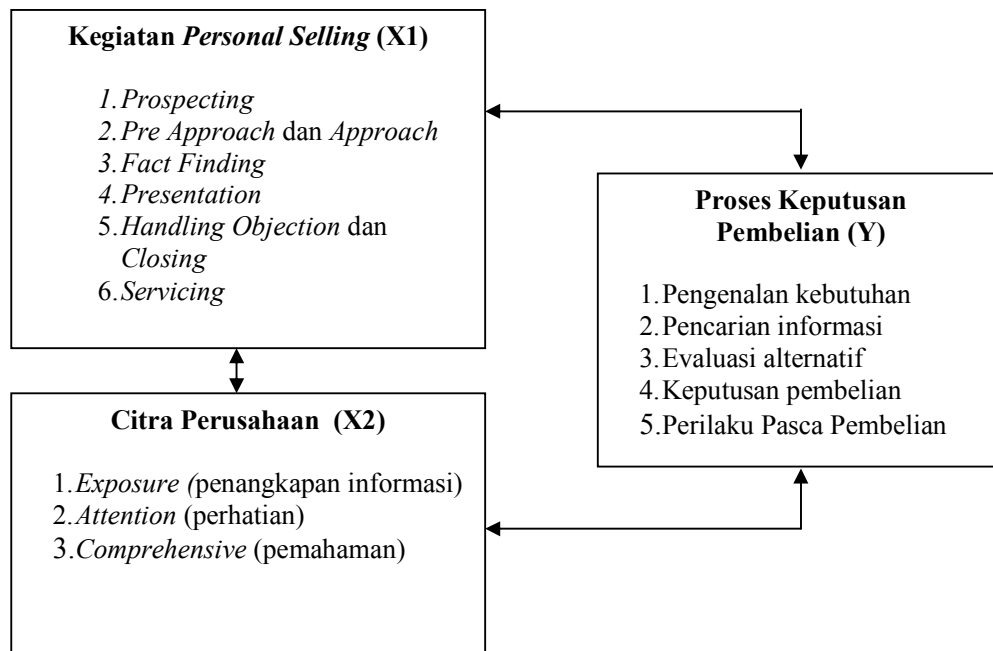 Kegiatan Personal Selling (X1)
1. Prospecting
2. Pre Approach dan Approach
3. Fact Finding
4. Presentation
5. Handling Objection dan
Closing
6. Servicing
Citra Perusahaan (X2)
1. Exposure (penangkapan informasi)
2. Attention (perhatian)
3. Comprehensive (pemahaman)
Proses Keputusan
Pembelian (Y)
1. Pengenalan kebutuhan
2. Pencarian informasi
3. Evaluasi alternatif
4. Keputusan pembelian
5. Perilaku Pasca Pembelian